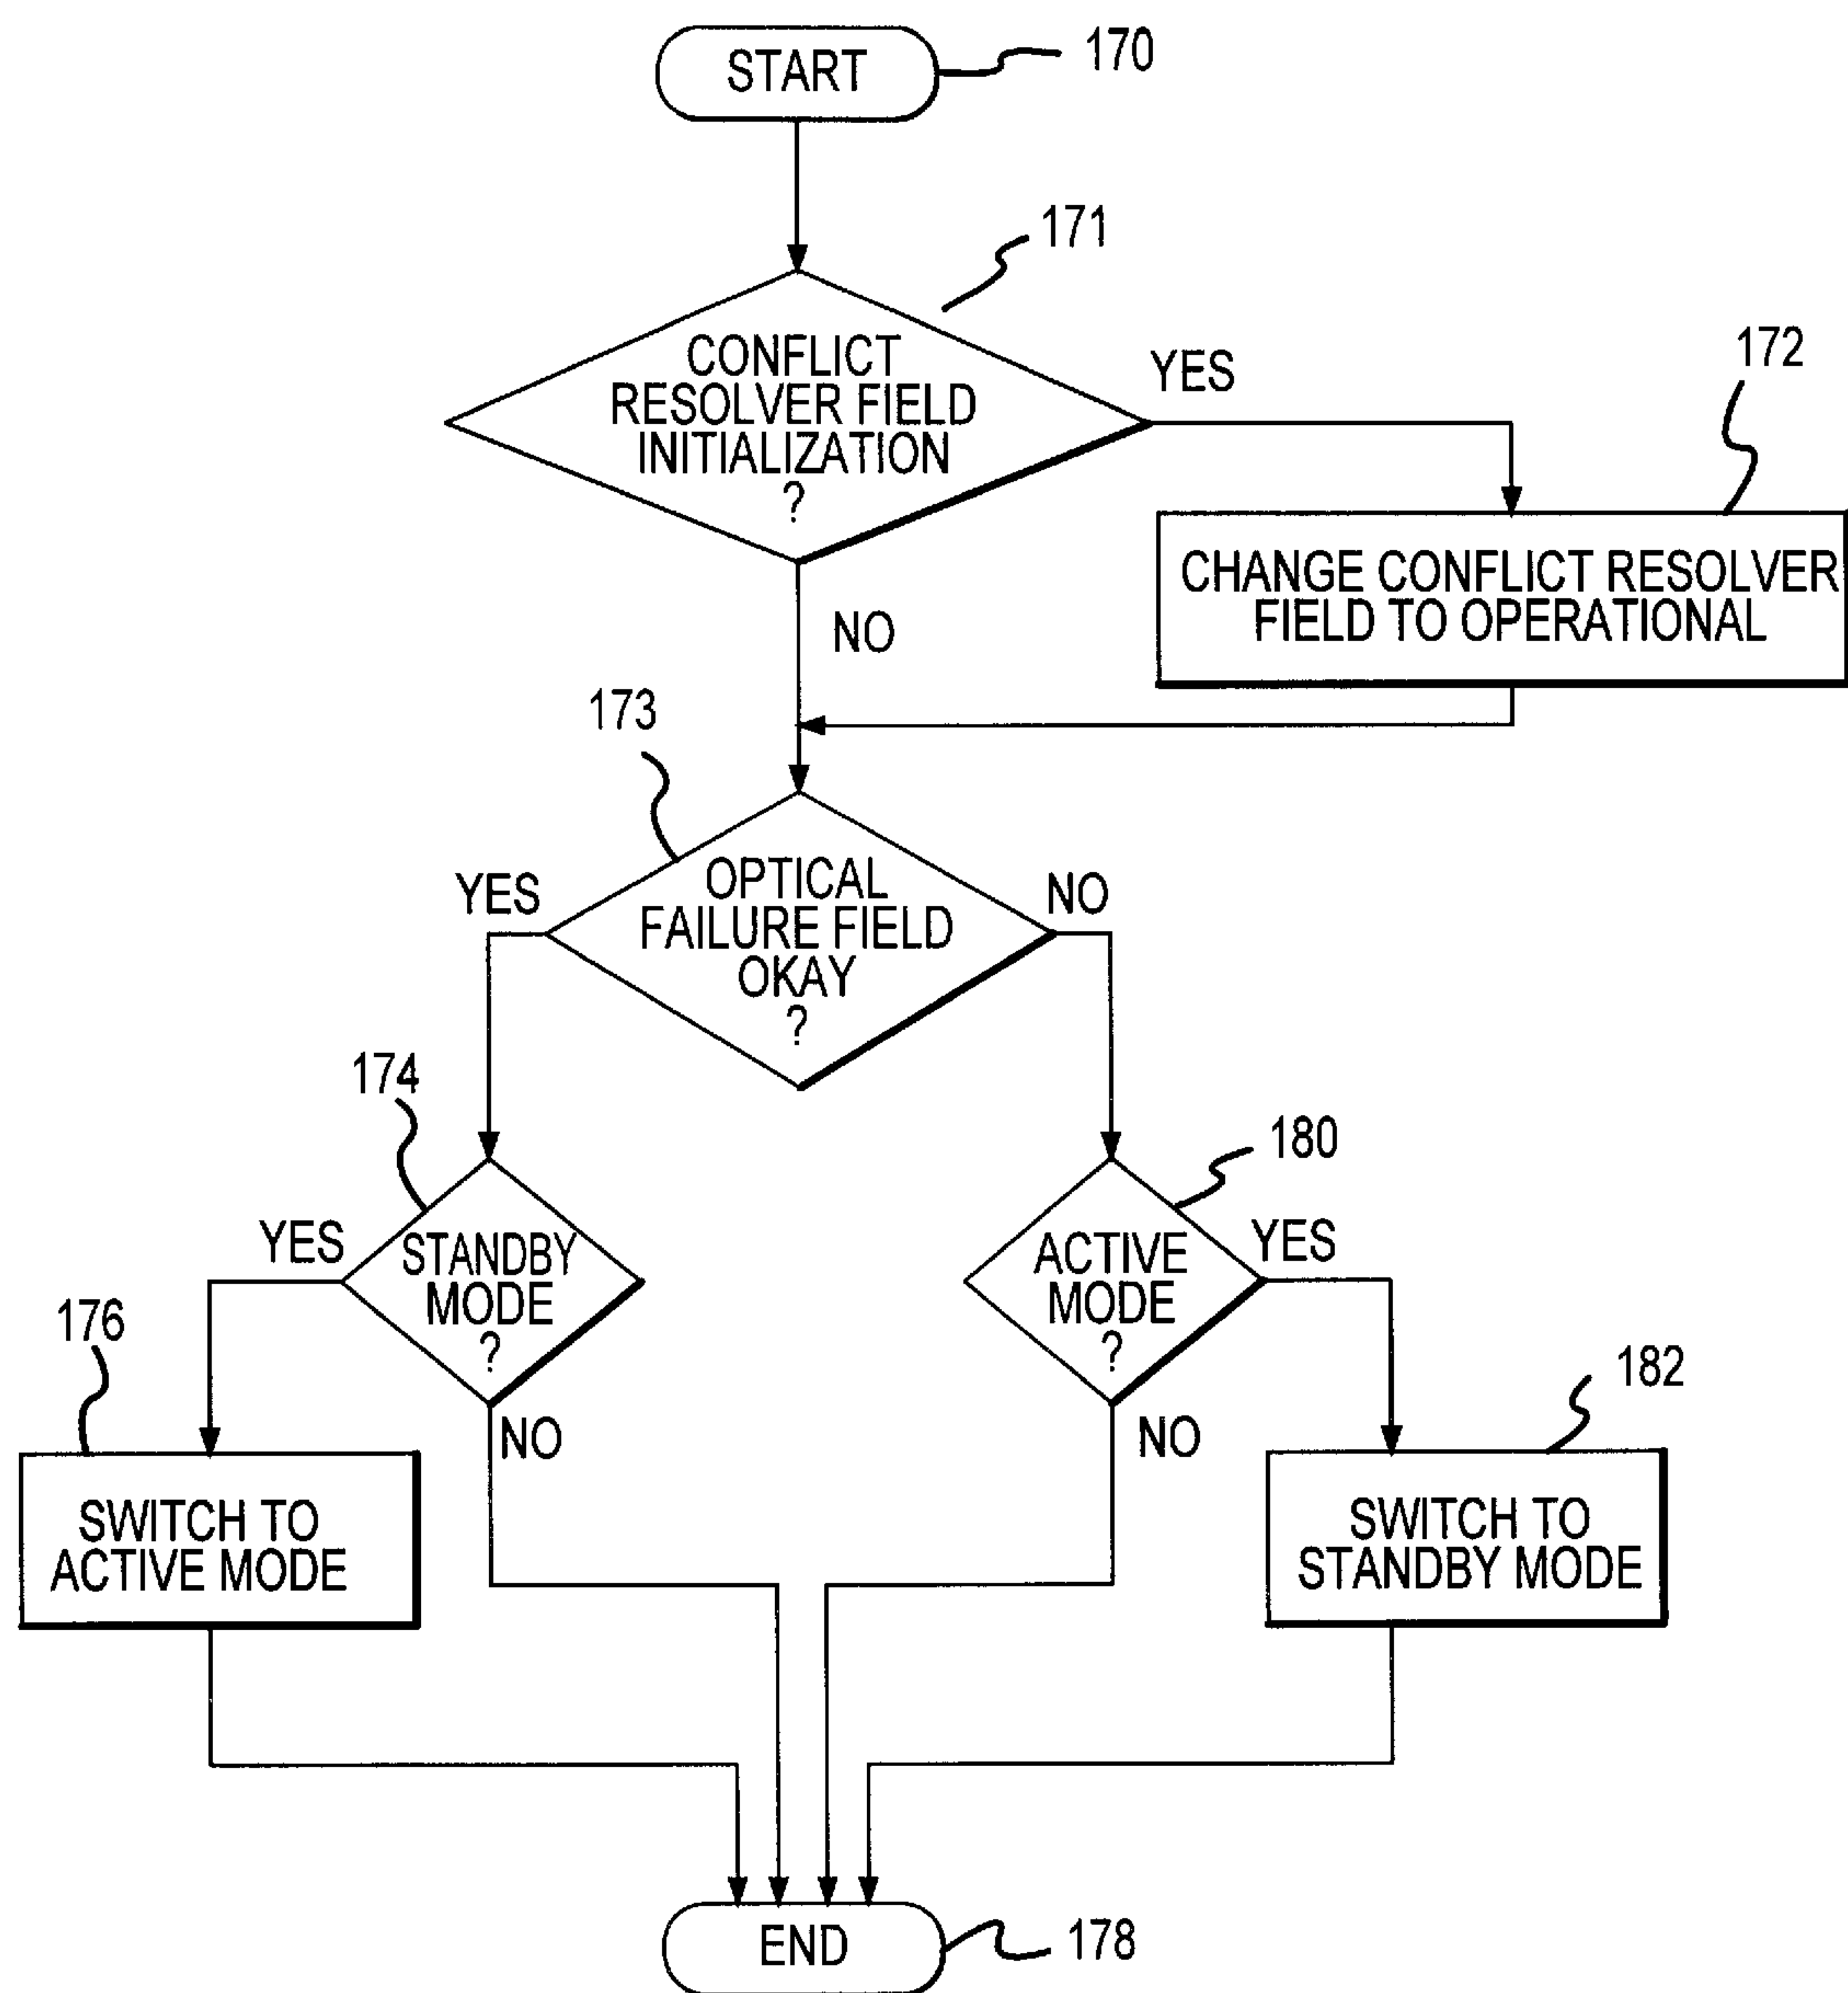 START
170
171
CONFLICT
RESOLVER FIELD
INITIALIZATION
?
YES
172
CHANGE CONFLICT RESOLVER
FIELD TO OPERATIONAL
NO
173
YES
OPTICAL
FAILURE FIELD
OKAY
?
NO
174
180
YES
STANDBY
MODE
?
ACTIVE
MODE
?
YES
176
NO
NO
182
SWITCH TO
ACTIVE MODE
SWITCH TO
STANDBY MODE
END
178